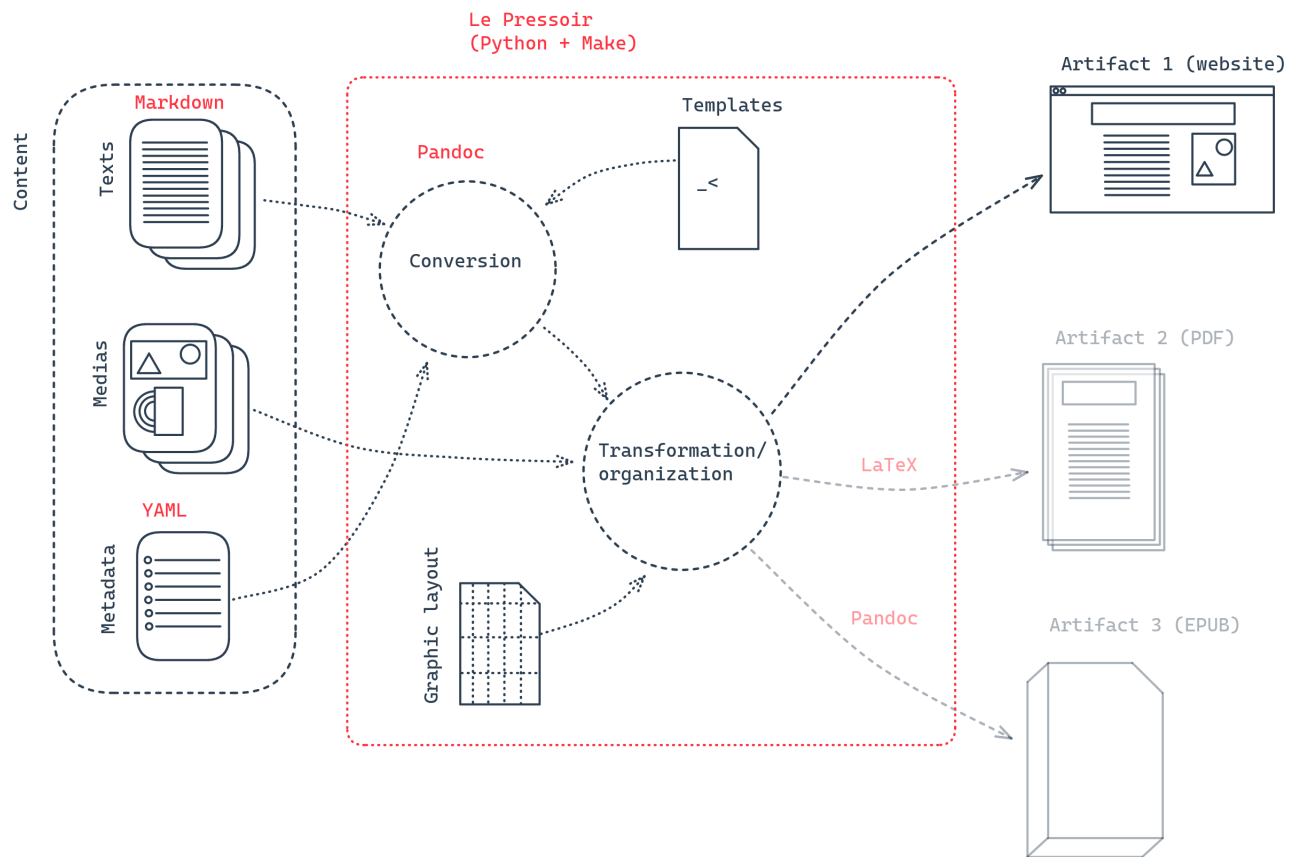 Le Pressoir
(Python + Make)
Artifact 1 (website)
Content
Markdown
Texts
Templates
_<
Pandoc
Conversion
Medias
Artifact 2 (PDF)
Transformation/
organization
LaTeX
YAML
Metadata
Graphic layout
Pandoc
Artifact 3 (EPUB)